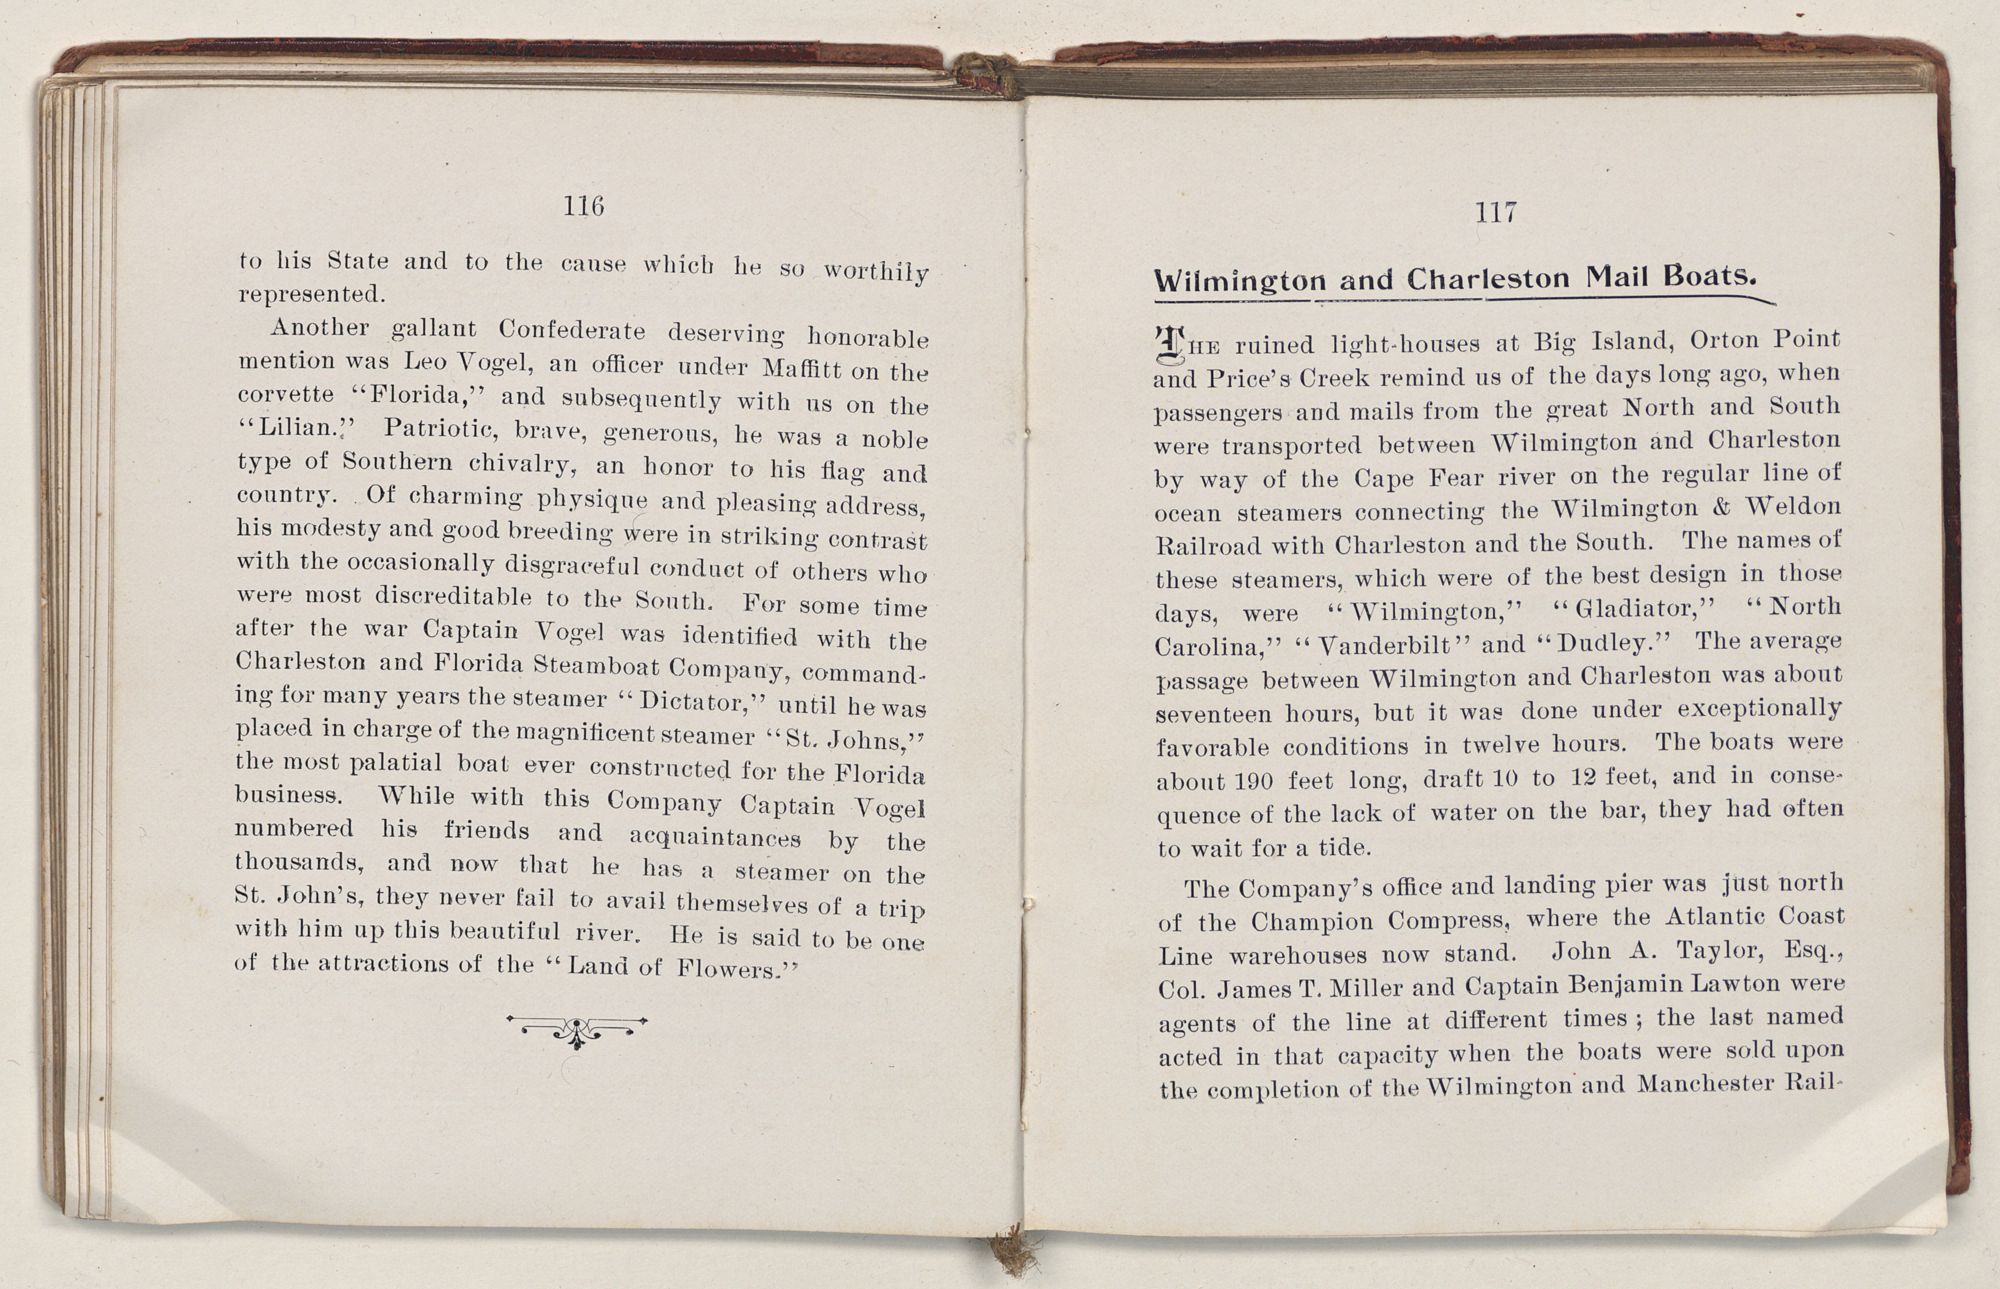 116
to his State and to the cause which he so worthily
represented.
Another gallant Confederate deserving honorable
mention was Leo Vogel, an officer under Maffitt on the
corvette “Florida,” and subsequently with us on the
“Lilian.” Patriotic, brave, generous, he was a noble
type of Southern chivalry, an honor to his flag and
country. Of charming physique and pleasing address,
his modesty and good breeding were in striking contrast
with the occasionally disgraceful conduct of others who
were most discreditable to the South. For some time
after the war Captain Vogel was identified with the
Charleston and Florida Steamboat Company, command-
ing for many years the steamer “Dictator,” until he was
placed in charge of the magnificent steamer “St. Johns,”
the most palatial boat ever constructed for the Florida
business. While with this Company Captain Vogel
numbered his friends and acquaintances by the
thousands, and now that he has a steamer on the
St. John’s, they never fail to avail themselves of a trip
with him up this beautiful river. He is said to be one
of the attractions of the “Land of Flowers.”
117
Wilmington and Charleston Mail Boats.
THE ruined light-houses at Big Island, Orton Point
and Price’s Creek remind us of the days long ago, when
passengers and mails from the great North and South
were transported between Wilmington and Charleston
by way of the Cape Fear river on the regular line of
ocean steamers connecting the Wilmington & Weldon
Railroad with Charleston and the South. The names of
these steamers, which were of the best design in those
days, were “Wilmington,” “Gladiator,” “North
Carolina,” “Vanderbilt” and “Dudley.” The average
passage between Wilmington and Charleston was about
seventeen hours, but it was done under exceptionally
favorable conditions in twelve hours. The boats were
about 190 feet long, draft 10 to 12 feet, and in conse-
quence of the lack of water on the bar, they had often
to wait for a tide.
The Company’s office and landing pier was just north
of the Champion Compress, where the Atlantic Coast
Line warehouses now stand. John A. Taylor, Esq.,
Col. James T. Miller and Captain Benjamin Lawton were
agents of the line at different times; the last named
acted in that capacity when the boats were sold upon
the completion of the Wilmington and Manchester Rail-